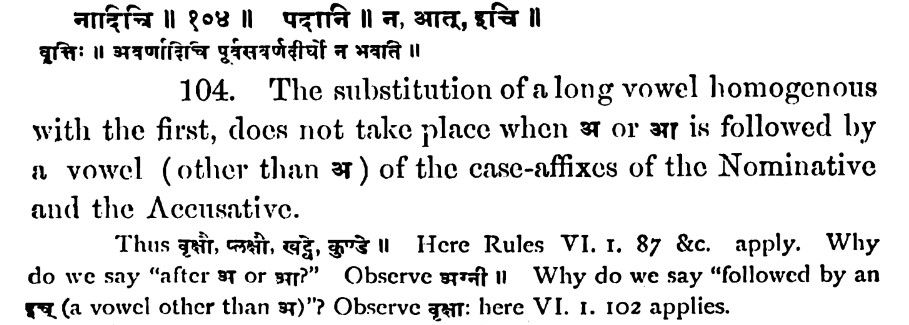 नादिचि ॥ १०४ ॥ पदानि ॥ न, आत्, इचि ॥
वृत्तिः ॥ अवर्णादिचि पूर्वसवर्णदीर्घो न भवति ॥
104. The substitution of a long vowel homogenous
with the first, does not take place when अ or आ is followed by
a vowel (other than अ) of the case-affixes of the Nominative
and the Accusative.
Thus वृक्षौ, प्लक्षौ, खट्वे, कुण्डे ॥ Here Rules VI. 1. 87 &c. apply. Why
do we say “after अ or आ?” Observe अग्नी ॥ Why do we say “followed by an
इच् (a vowel other than अ)”? Observe वृक्षाः here VI. 1. 102 applies.